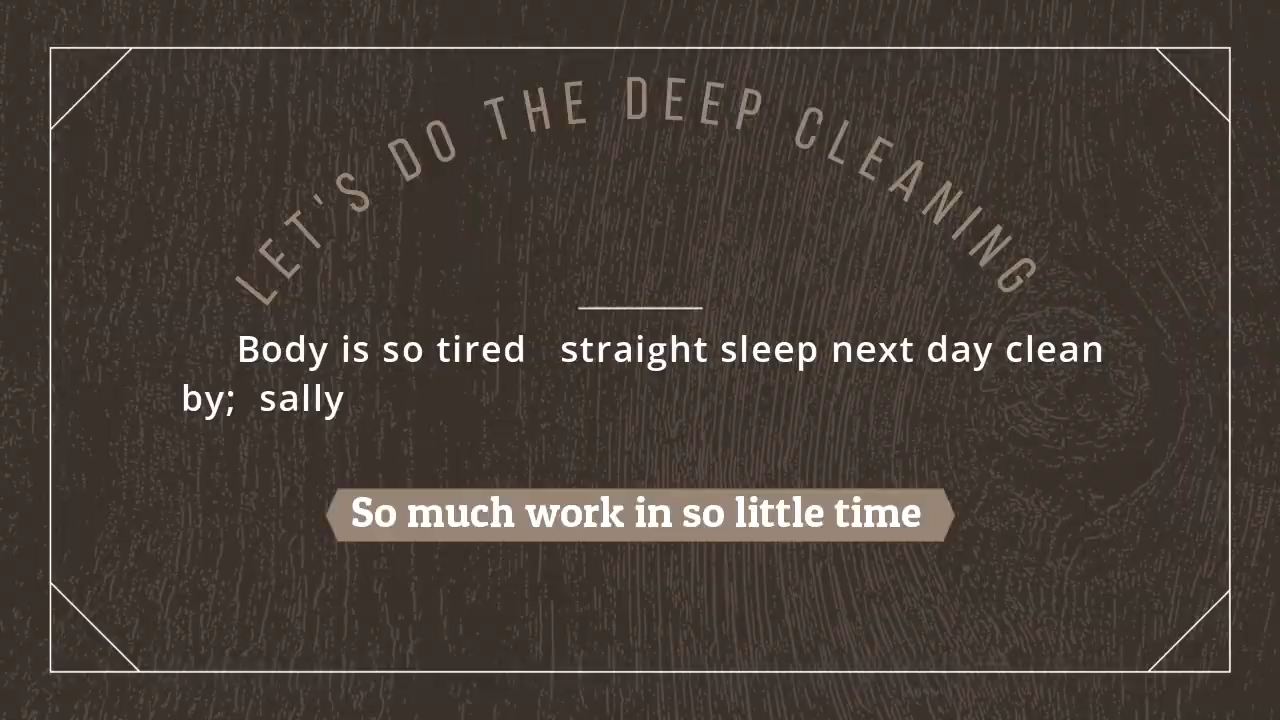 LET'S DO THE DEEP CLEANING
Body is so tired straight sleep next day clean
by; sally
So much work in so little time